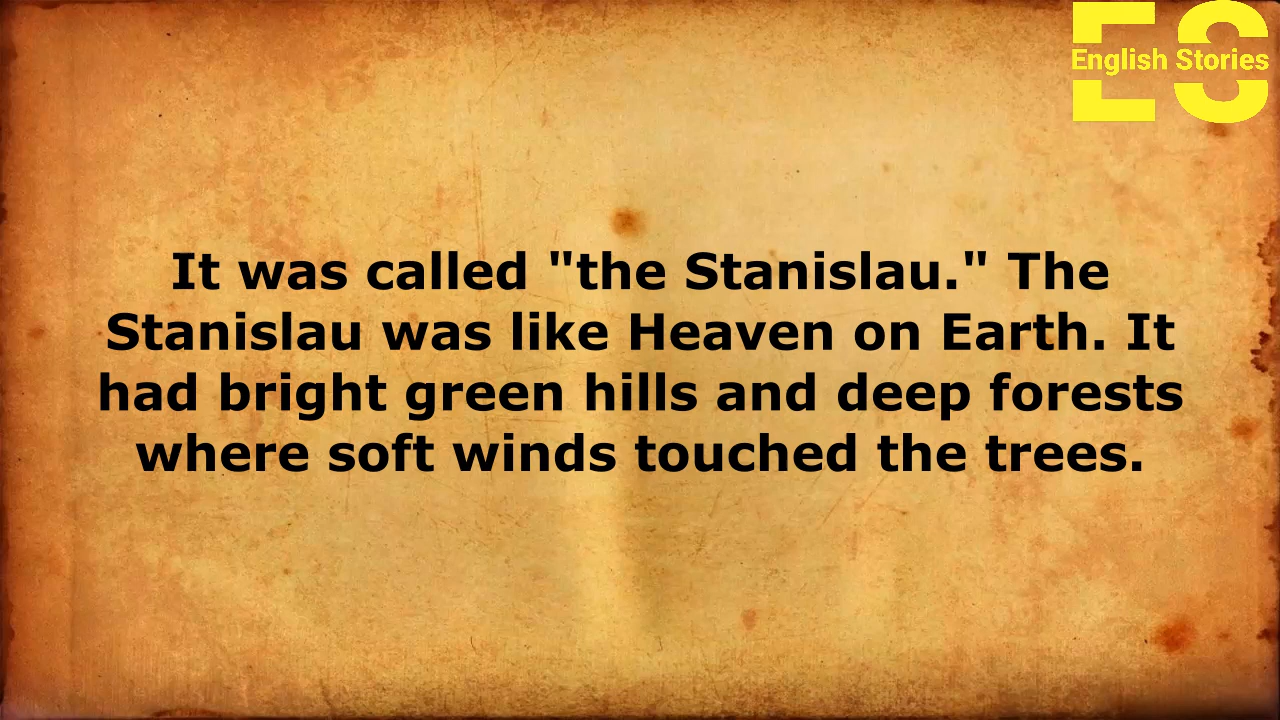 ES
English Stories
It was called "the Stanislau." The
Stanislau was like Heaven on Earth. It
had bright green hills and deep forests
where soft winds touched the trees.